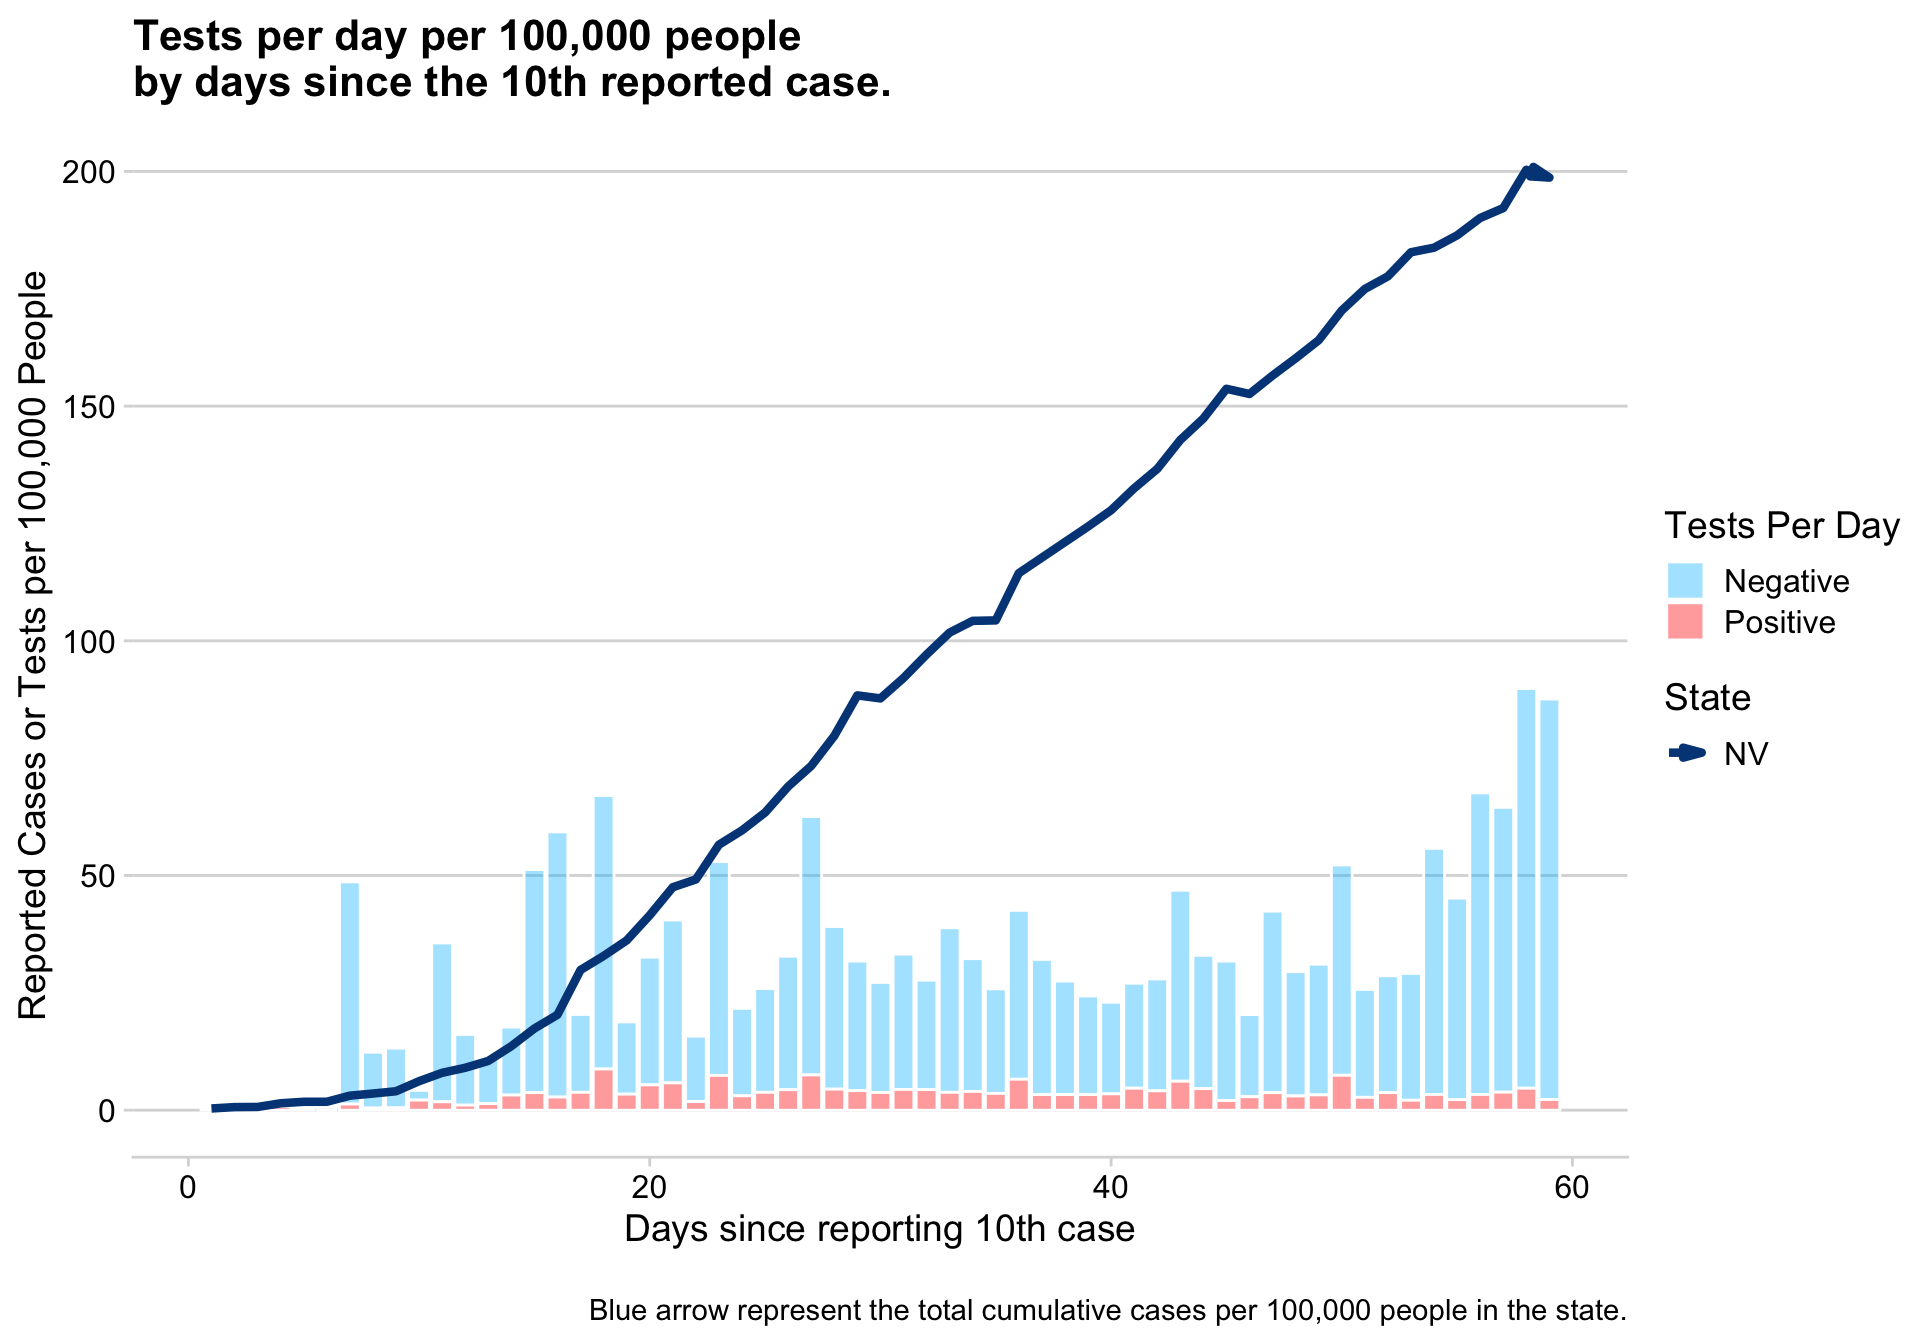 Tests per day per 100,000 people
by days since the 10th reported case.
Reported Cases or Tests per 100,000 People
200
150
100
50
0
0
20
40
60
Days since reporting 10th case
Tests Per Day
Negative
Positive
State
NV
Blue arrow represent the total cumulative cases per 100,000 people in the state.